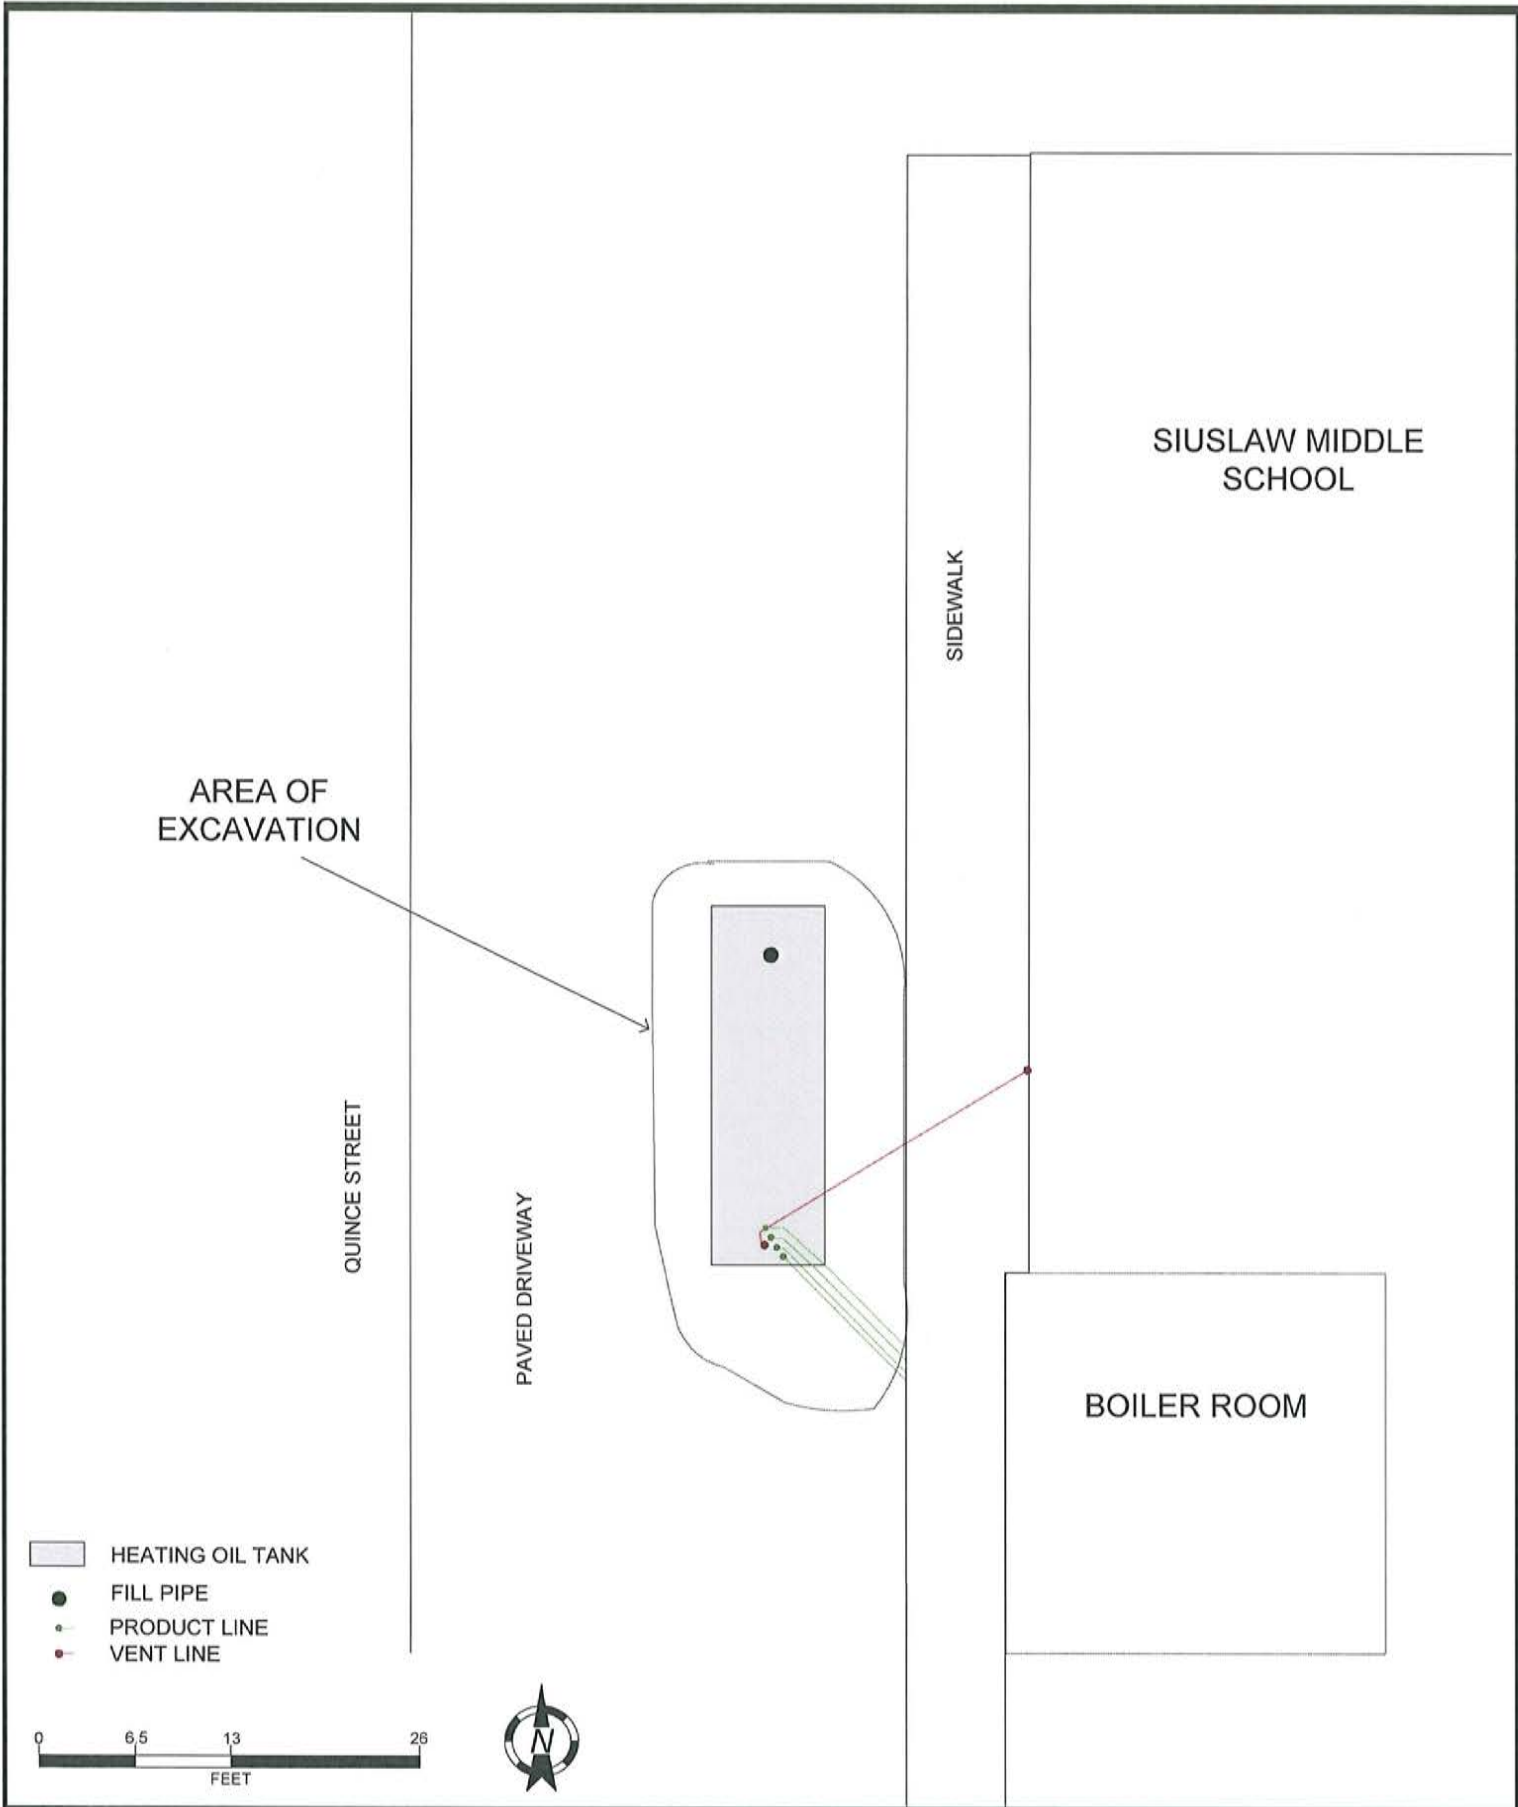 SIUSLAW MIDDLE
SCHOOL
SIDEWALK
AREA OF
EXCAVATION
QUINCE STREET
PAVED DRIVEWAY
BOILER ROOM
HEATING OIL TANK
FILL PIPE
PRODUCT LINE
VENT LINE
0 6.5 13 26
FEET
N